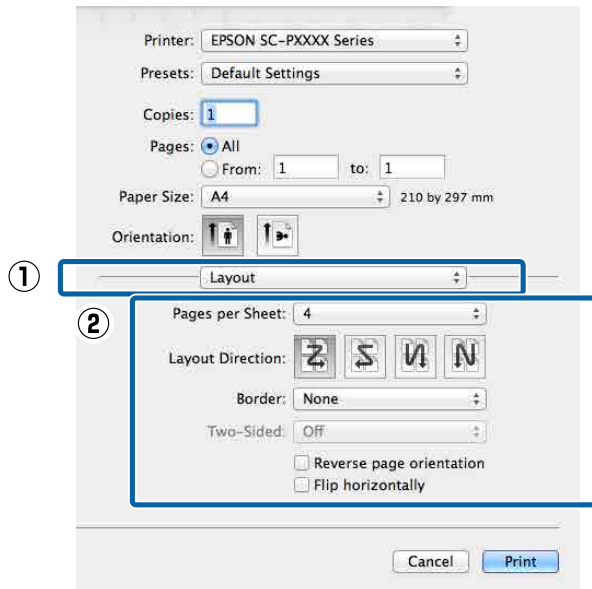 Printer: EPSON SC-PXXXX Series
Presets: Default Settings
Copies: 1
Pages: All
From: 1 to: 1
Paper Size: A4 210 by 297 mm
Orientation:
① Layout
②
Pages per Sheet: 4
Layout Direction:
Border: None
Two-Sided: Off
Reverse page orientation
Flip horizontally
Cancel Print